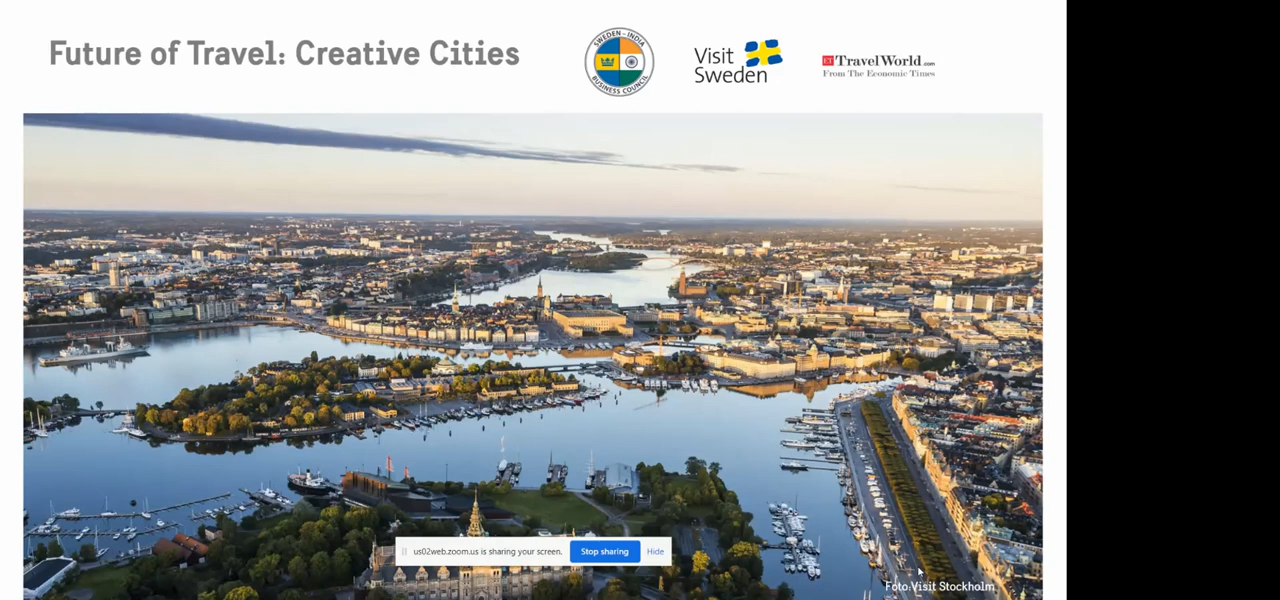 Future of Travel: Creative Cities
SWEDEN-INDIA
BUSINESS COUNCIL
Visit
Sweden
ET TravelWorld.com
From The Economic Times
us02web.zoom.us is sharing your screen.
Stop sharing
Hide
Foto:Visit Stockholm